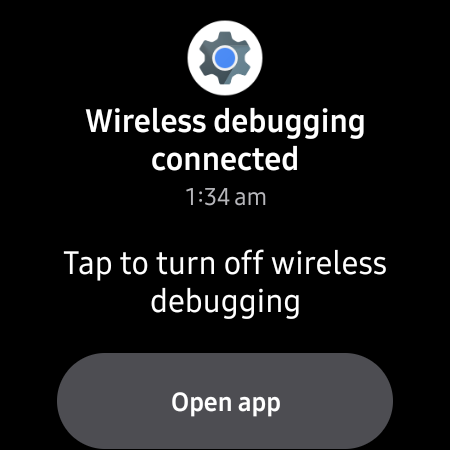 Wireless debugging
connected
1:34 am
Tap to turn off wireless
debugging
Open app